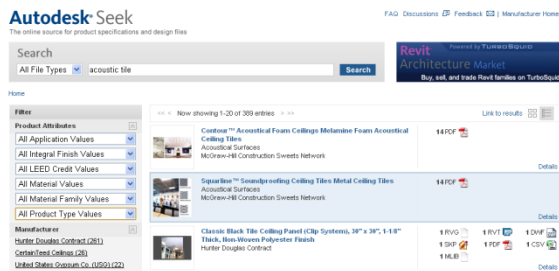 Autodesk® Seek
FAQ Discussions Feedback | Manufacturer Home
The online source for product specifications and design files
Search
All File Types acoustic tile Search
Revit Powered by TURBOSQUID
Architecture Market
Buy, sell, and trade Revit families on TurboSquid
Home
Filter
<< < Now showing 1-20 of 389 entries > >>
Link to results
Product Attributes
All Application Values
All Integral Finish Values
All LEED Credit Values
All Material Values
All Material Family Values
All Product Type Values
Manufacturer
Hunter Douglas Contract (261)
CertainTeed Ceilings (26)
United States Gypsum Co. (USG) (22)
Contour™ Acoustical Foam Ceilings Melamine Foam Acoustical
Ceiling Tiles
Acoustical Surfaces
McGraw-Hill Construction Sweets Network
14 PDF
Details
Squarline™ Soundproofing Ceiling Tiles Metal Ceiling Tiles
Acoustical Surfaces
McGraw-Hill Construction Sweets Network
14 PDF
Details
Classic Black Tile Ceiling Panel (Clip System), 30" x 30", 1-1/8"
Thick, Non-Woven Polyester Finish
Hunter Douglas Contract
1 RVG 1 RVT 1 DWF
1 SKP 1 PDF 1 CSV
1 MLIB
Details